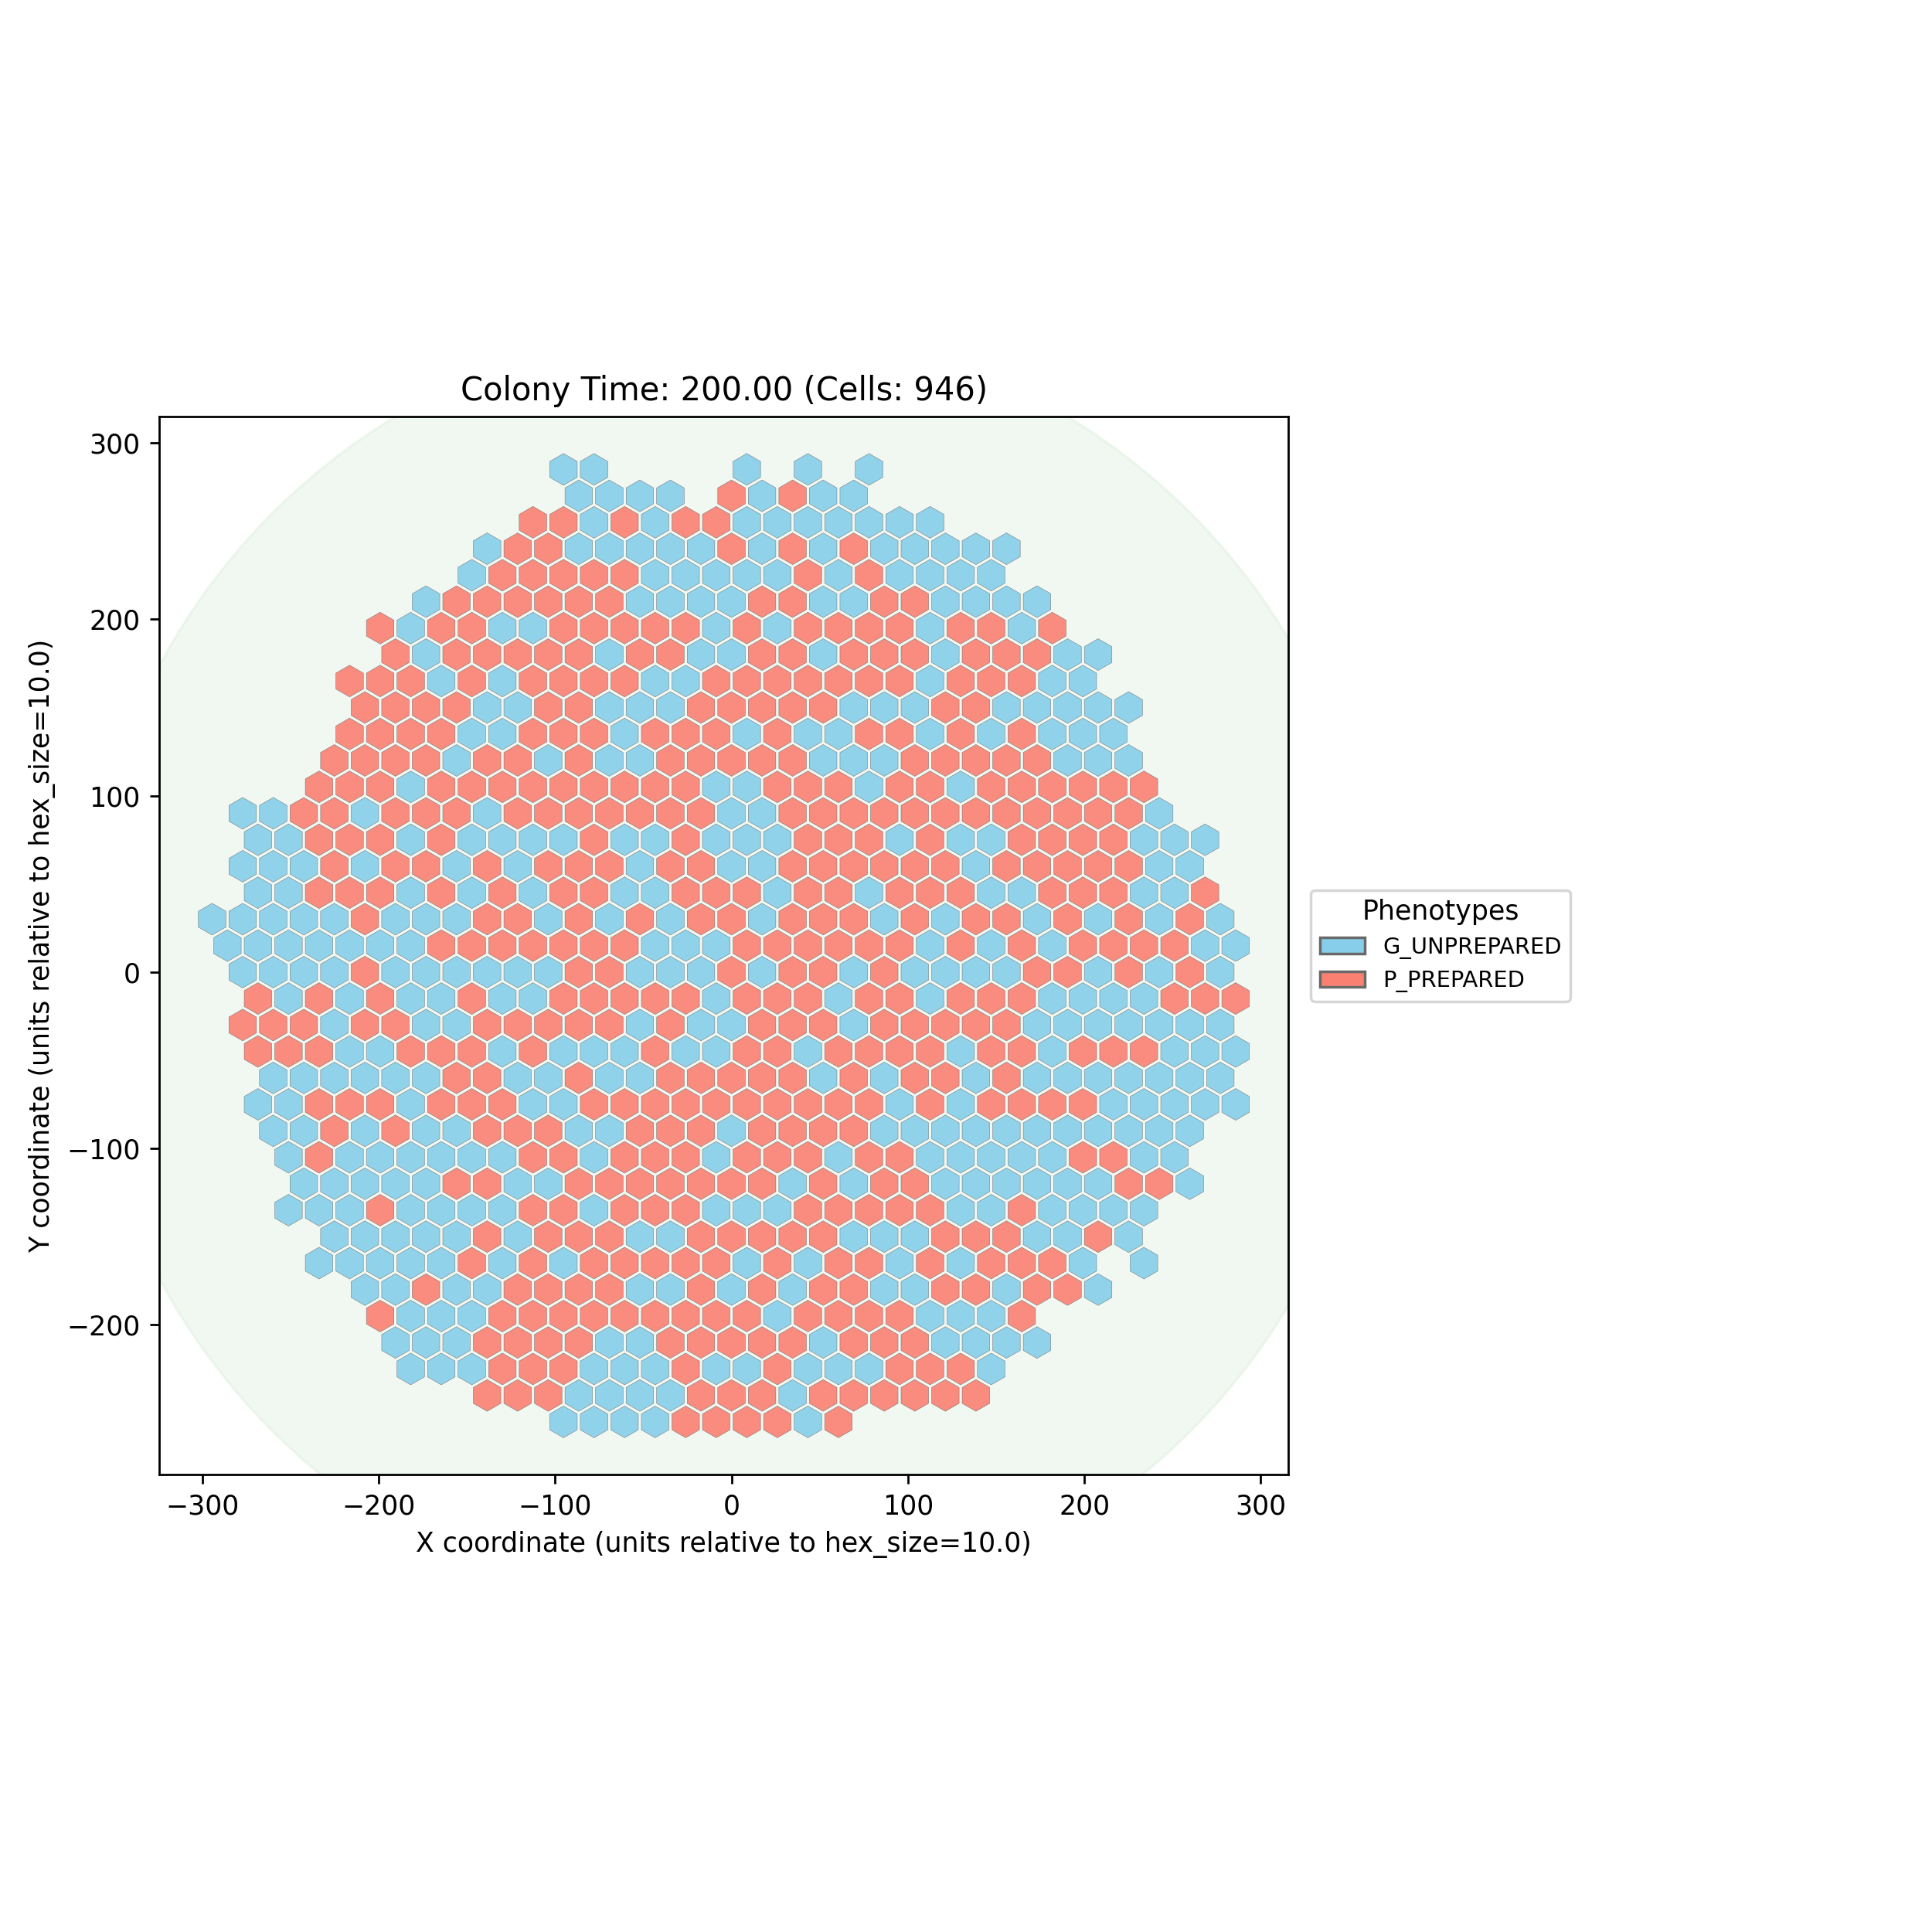 Colony Time: 200.00 (Cells: 946)
300
200
100
0
−100
−200
Y coordinate (units relative to hex_size=10.0)
−300
−200
−100
0
100
200
300
X coordinate (units relative to hex_size=10.0)
Phenotypes
G_UNPREPARED
P_PREPARED